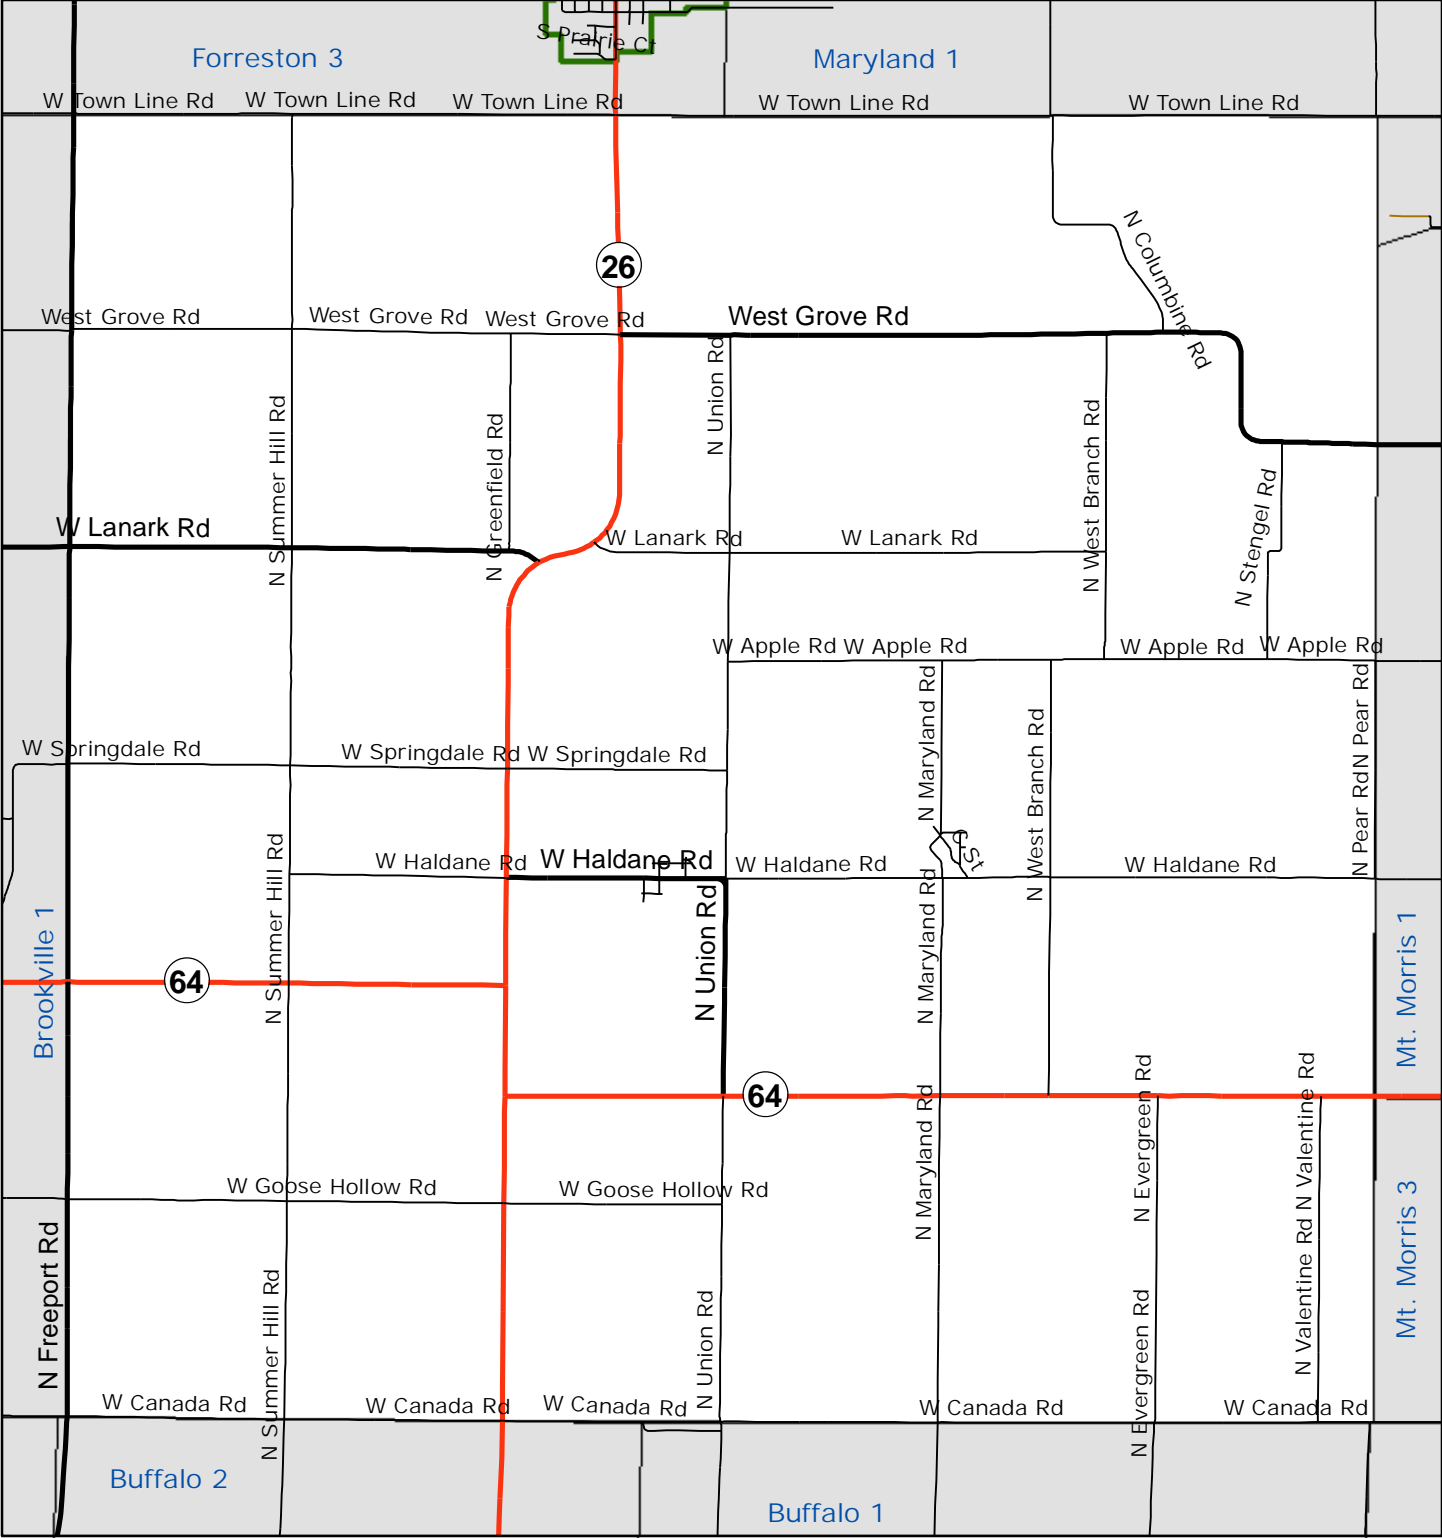 S Prairie Ct
Forreston 3
Maryland 1
W Town Line Rd
W Town Line Rd
W Town Line Rd
W Town Line Rd
W Town Line Rd
N Columbine Rd
26
West Grove Rd
West Grove Rd
West Grove Rd
West Grove Rd
N Union Rd
N Summer Hill Rd
N Greenfield Rd
N West Branch Rd
N Stengel Rd
W Lanark Rd
W Lanark Rd
W Lanark Rd
W Apple Rd
W Apple Rd
W Apple Rd
W Apple Rd
N Maryland Rd
N West Branch Rd
N Pear Rd
N Pear Rd
W Springdale Rd
W Springdale Rd
W Springdale Rd
C St
N Summer Hill Rd
W Haldane Rd
W Haldane Rd
W Haldane Rd
W Haldane Rd
N Union Rd
N Maryland Rd
Brookville 1
Mt. Morris 1
64
64
N Maryland Rd
N Evergreen Rd
N Valentine Rd
W Goose Hollow Rd
W Goose Hollow Rd
N Freeport Rd
N Summer Hill Rd
N Union Rd
N Evergreen Rd
N Valentine Rd
Mt. Morris 3
W Canada Rd
W Canada Rd
W Canada Rd
W Canada Rd
W Canada Rd
Buffalo 2
Buffalo 1